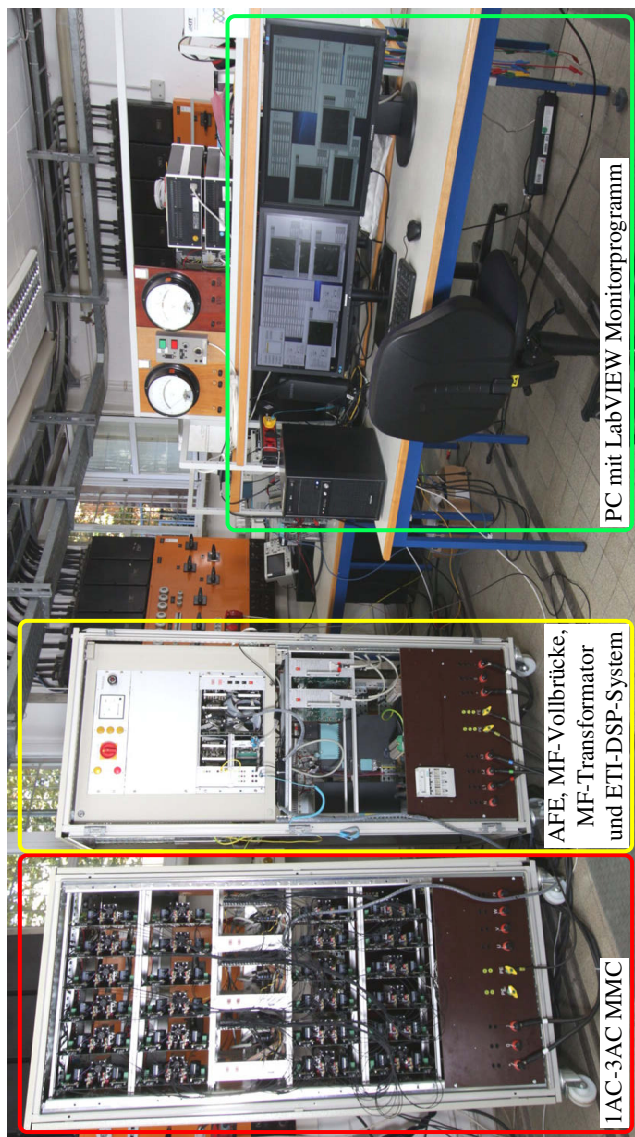 1AC-3AC MMC
AFE, MF-Vollbrücke,
MF-Transformator
und ETI-DSP-System
PC mit LabVIEW Monitorprogramm